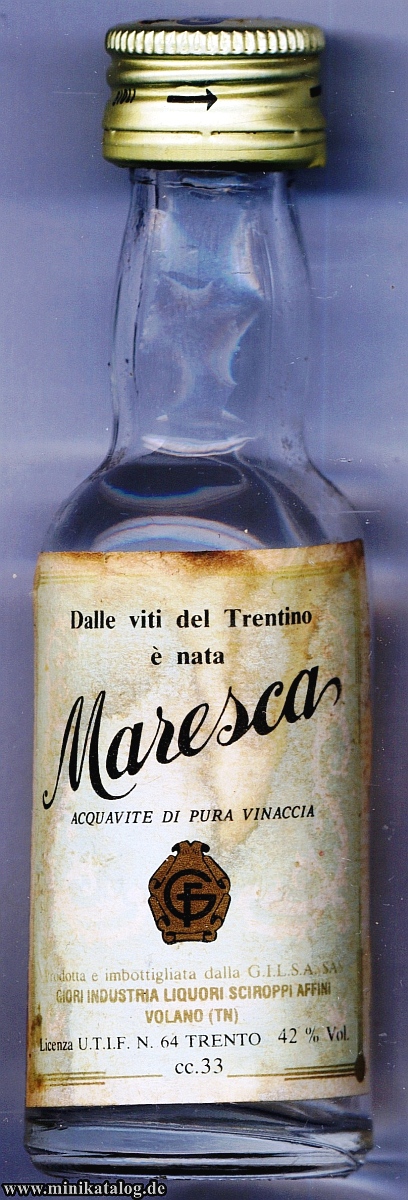 Dalle viti del Trentino
è nata
Maresca
ACQUAVITE DI PURA VINACCIA
GF
Prodotta e imbottigliata dalla G.I.L.S.A. SAS
GIORI INDUSTRIA LIQUORI SCIROPPI AFFINI
VOLANO (TN)
Licenza U.T.I.F. N. 64 TRENTO 42 % Vol.
cc.33
www.minikatalog.de